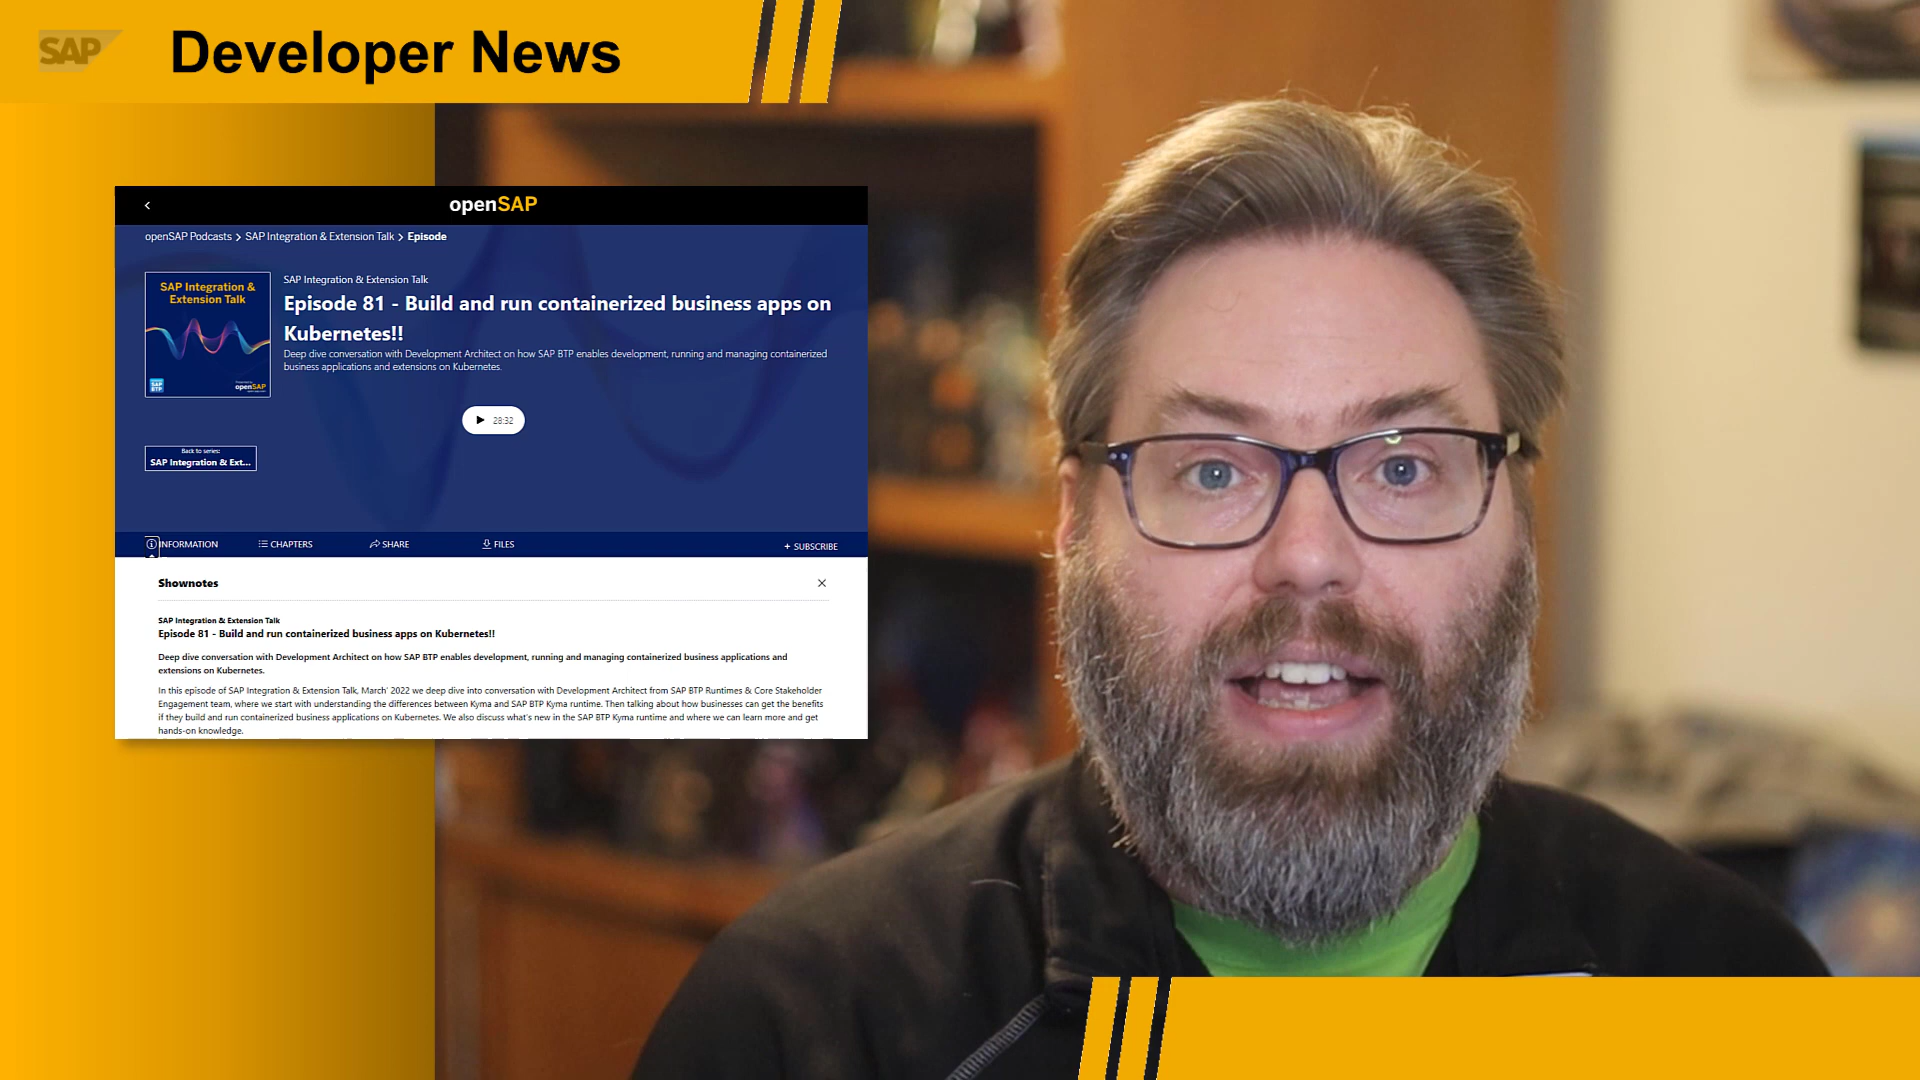 SAP
Developer News
openSAP
openSAP Podcasts > SAP Integration & Extension Talk > Episode
SAP Integration &
Extension Talk
SAP
BTP
openSAP
SAP Integration & Extension Talk
Episode 81 - Build and run containerized business apps on
Kubernetes!!
Deep dive conversation with Development Architect on how SAP BTP enables development, running and managing containerized
business applications and extensions on Kubernetes.
28:32
Back to series:
SAP Integration & Ext...
INFORMATION
CHAPTERS
SHARE
FILES
+ SUBSCRIBE
Shownotes
SAP Integration & Extension Talk
Episode 81 - Build and run containerized business apps on Kubernetes!!
Deep dive conversation with Development Architect on how SAP BTP enables development, running and managing containerized business applications and
extensions on Kubernetes.
In this episode of SAP Integration & Extension Talk, March' 2022 we deep dive into conversation with Development Architect from SAP BTP Runtimes & Core Stakeholder
Engagement team, where we start with understanding the differences between Kyma and SAP BTP Kyma runtime. Then talking about how businesses can get the benefits
if they build and run containerized business applications on Kubernetes. We also discuss what's new in the SAP BTP Kyma runtime and where we can learn more and get
hands-on knowledge.